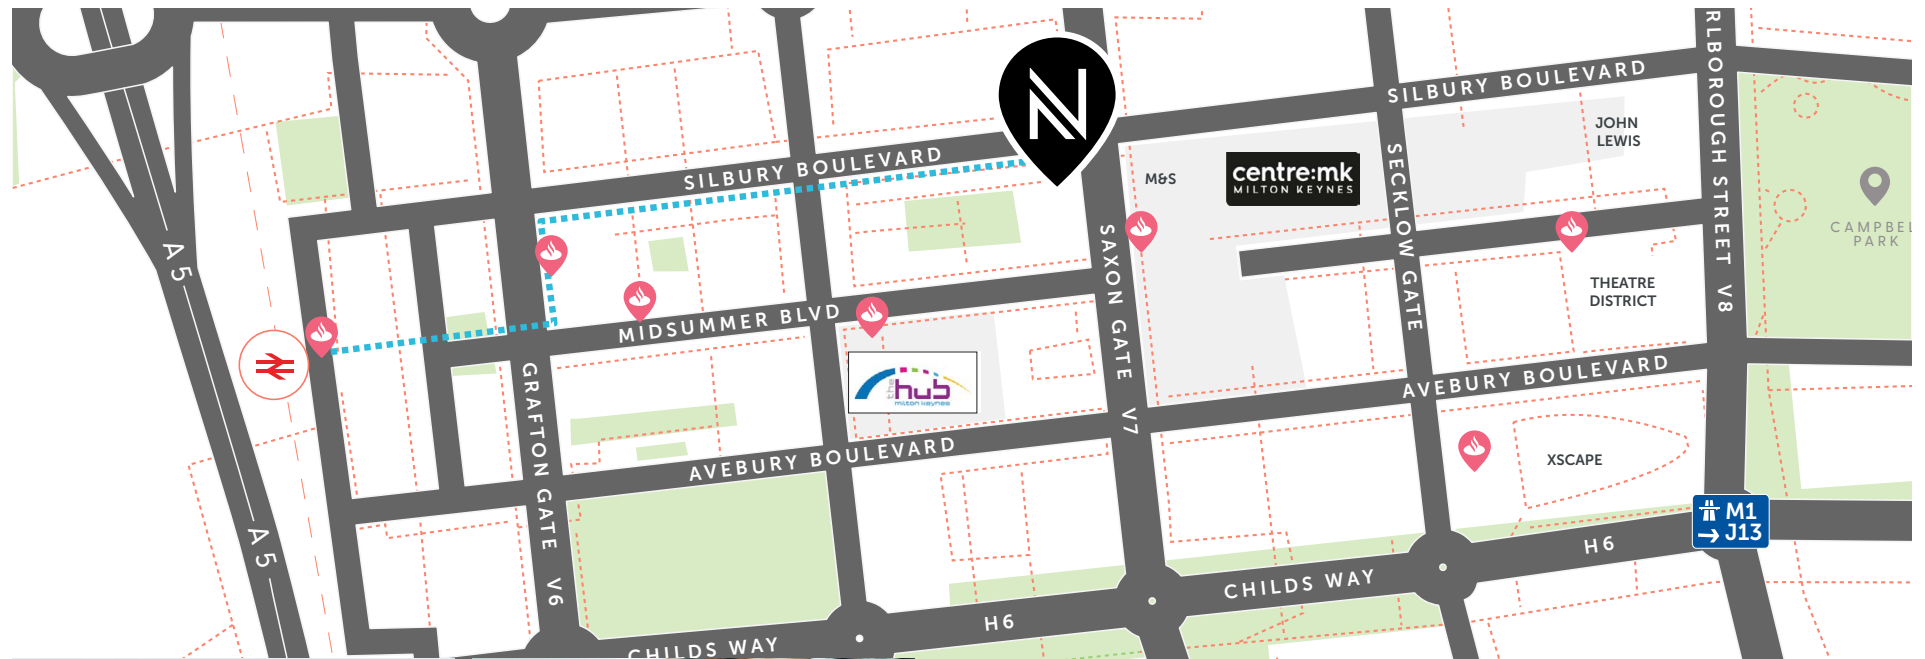 RLBOROUGH STREET V8
SILBURY BOULEVARD
JOHN
LEWIS
N
SILBURY BOULEVARD
M&S
centre:mk
MILTON KEYNES
SECKLOW GATE
CAMPBEL
PARK
A5
SAXON GATE V7
THEATRE
DISTRICT
MIDSUMMER BLVD
the
hub
milton keynes
GRAFTON GATE V6
AVEBURY BOULEVARD
AVEBURY BOULEVARD
XSCAPE
A5
M1
J13
H6
CHILDS WAY
H6
CHILDS WAY